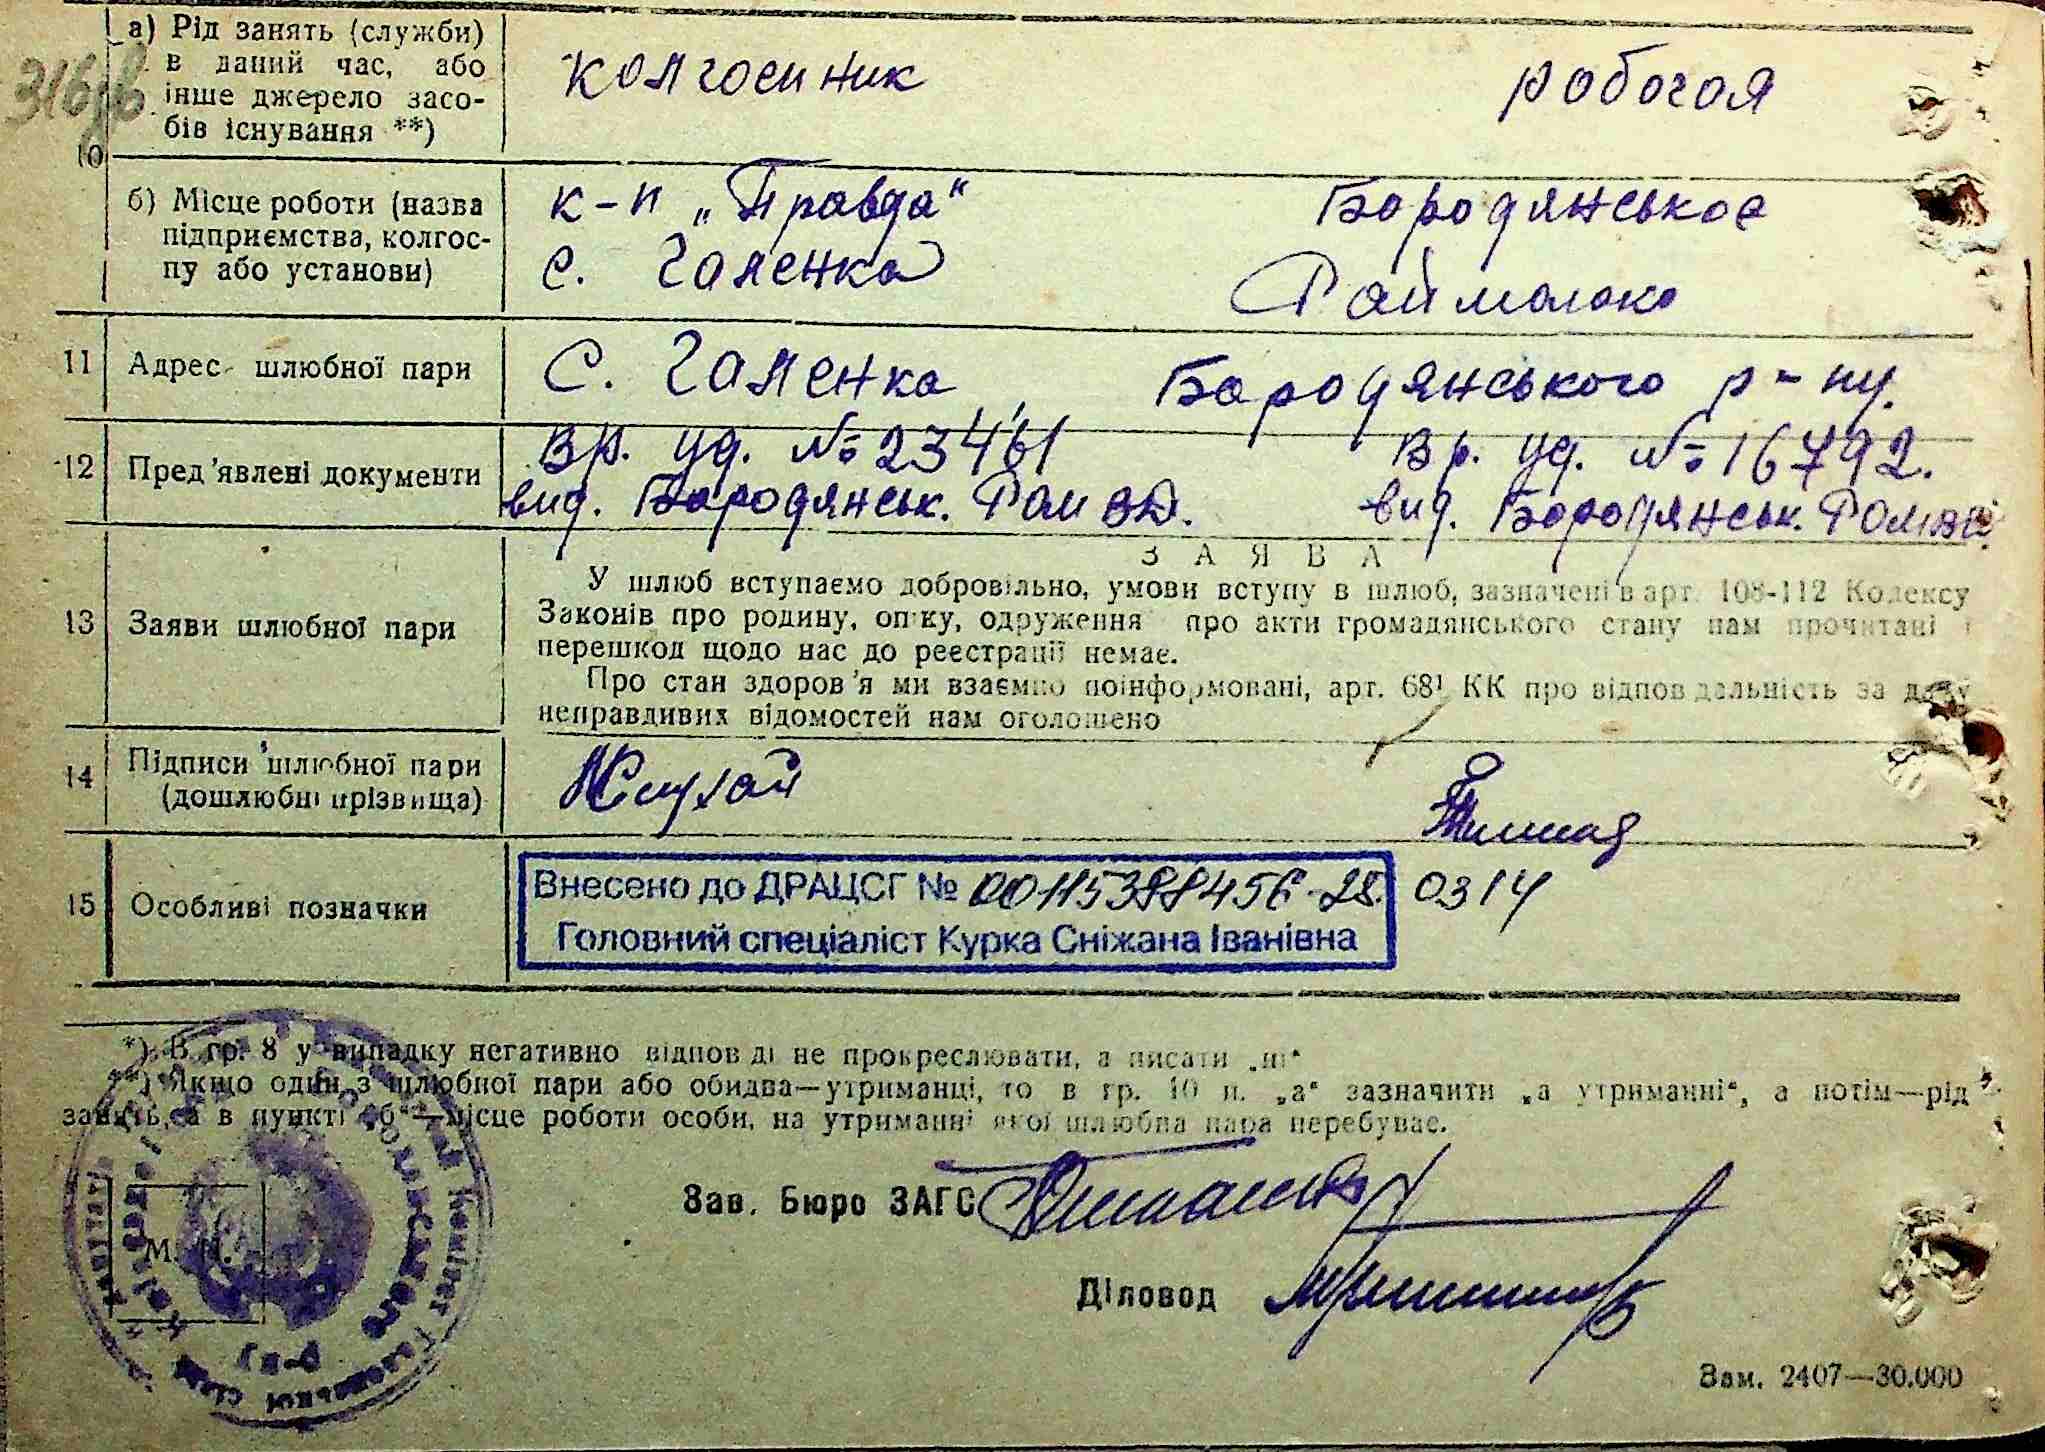 а) Рід занять (служби)
в даний час, або
інше джерело засо-
бів існування **)
колгоспник робочая
10
б) Місце роботи (назва
підприємства, колгос-
пу або установи)
к-п „Правда“ Бородянськое
с. Галенка Раймолоко
11 Адрес шлюбної пари
С. Галенка Бородянського р-ну.
12 Пред'явлені документи
Вр. уд. № 23461 Вр. уд. № 16792.
вид. Бородянськ. вид. Бородянськ.
З А Я В А
13 Заяви шлюбної пари
У шлюб вступаємо добровільно, умови вступу в шлюб, зазначені в арт. 108-112 Кодексу
Законів про родину, опіку, одруження про акти громадянського стану нам прочитані і
перешкод щодо нас до реєстрації немає.
Про стан здоров'я ми взаємно поінформовані, арт. 68¹ КК про відповідальність за дачу
неправдивих відомостей нам оголошено
14 Підписи шлюбної пари
(дошлюбні прізвища)
15 Особливі позначки
Внесено до ДРАЦСГ № 00115388456-28. 0314
Головний спеціаліст Курка Сніжана Іванівна
*) В гр. 8 у випадку негативно відповіді не прокреслювати, а писати „ні“
**) Якщо один з шлюбної пари або обидва—утриманці, то в гр. 10 п. „а“ зазначити „а утриманні“, а потім—рід
занять, а в пункті „б“—місце роботи особи, на утриманні якої шлюбна пара перебуває.
Зав. Бюро ЗАГС
М. П.
Діловод
Зам. 2407—30.000